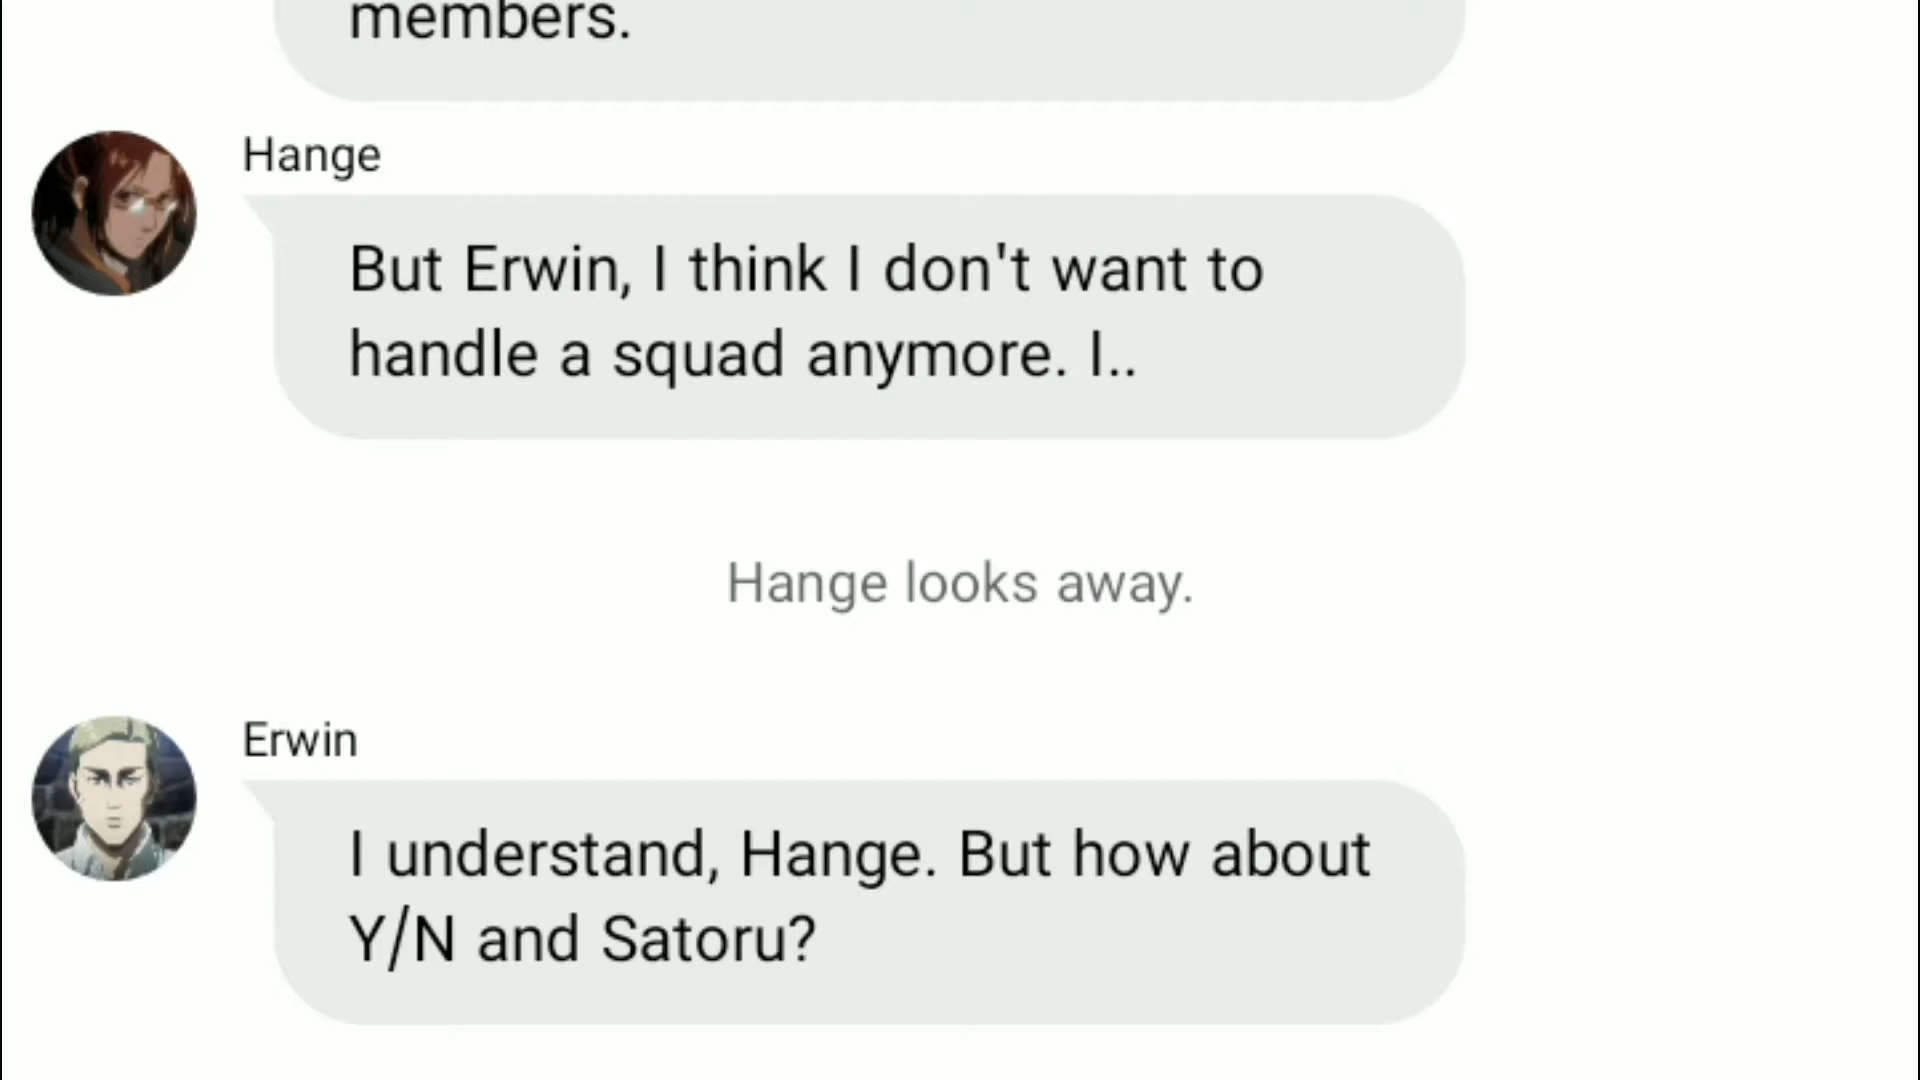 members.
Hange
But Erwin, I think I don't want to
handle a squad anymore. I..
Hange looks away.
Erwin
I understand, Hange. But how about
Y/N and Satoru?